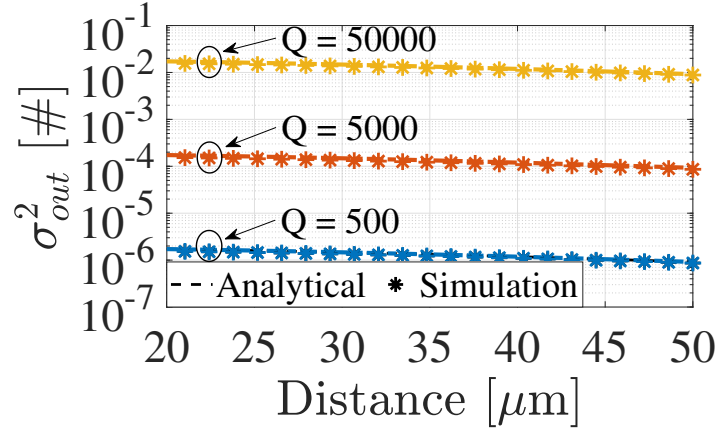 10^-1
Q = 50000
10^-2
10^-3
Q = 5000
10^-4
10^-5
Q = 500
10^-6
Analytical
Simulation
10^-7
σ^2_out [#]
20 25 30 35 40 45 50
Distance [μm]